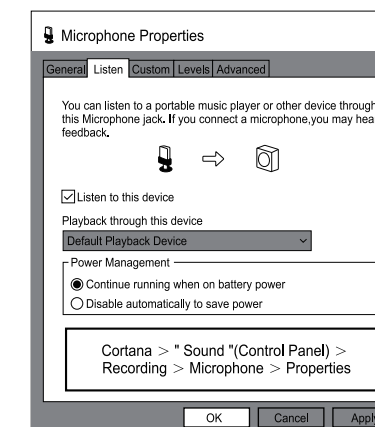 Microphone Properties
General Listen Custom Levels Advanced
You can listen to a portable music player or other device through
this Microphone jack. If you connect a microphone,you may hea
feedback.
Listen to this device
Playback through this device
Default Playback Device
Power Management
Continue running when on battery power
Disable automatically to save power
Cortana > " Sound "(Control Panel) >
Recording > Microphone > Properties
OK Cancel Apply